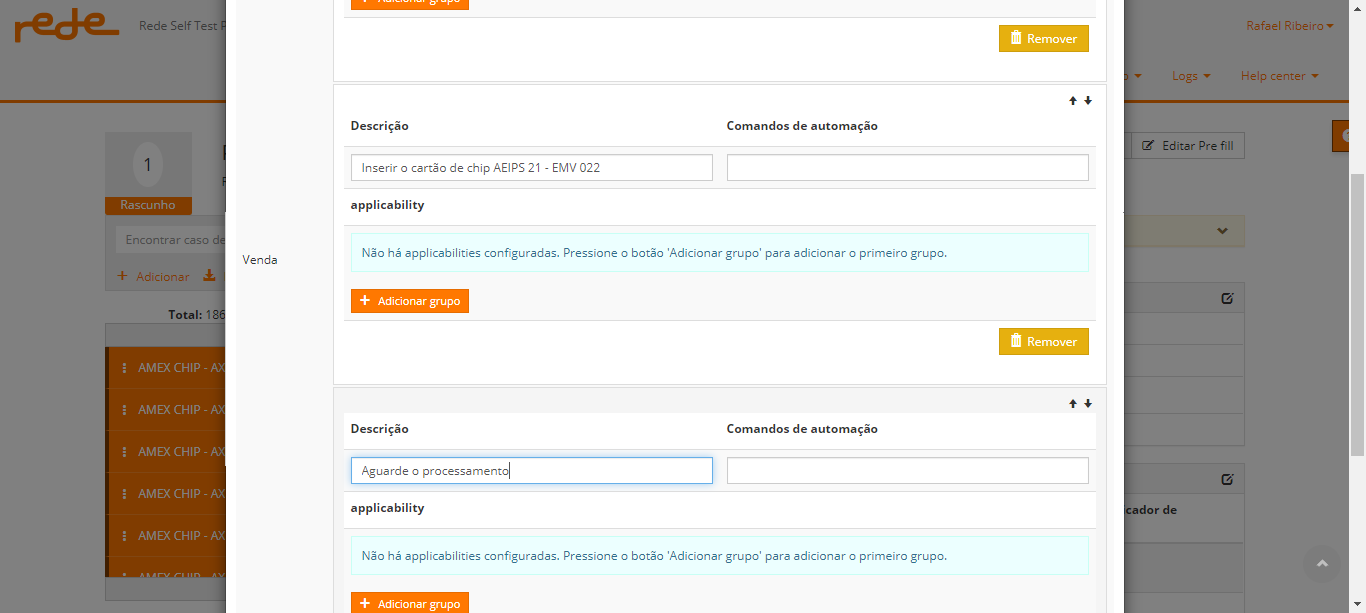 Adicionar grupo
rede
Rede Self Test
Rafael Ribeiro
Remover
Logs
Help center
Descrição
Comandos de automação
1
Editar Pre fill
Inserir o cartão de chip AEIPS 21 - EMV 022
Rascunho
applicability
Encontrar caso de
Não há applicabilities configuradas. Pressione o botão 'Adicionar grupo' para adicionar o primeiro grupo.
Venda
Adicionar
Adicionar grupo
Total: 186
Remover
AMEX CHIP - AX
AMEX CHIP - AX
Descrição
Comandos de automação
AMEX CHIP - AX
Aguarde o processamento
AMEX CHIP - AX
applicability
cador de
AMEX CHIP - AX
Não há applicabilities configuradas. Pressione o botão 'Adicionar grupo' para adicionar o primeiro grupo.
AMEX CHIP - AX
Adicionar grupo